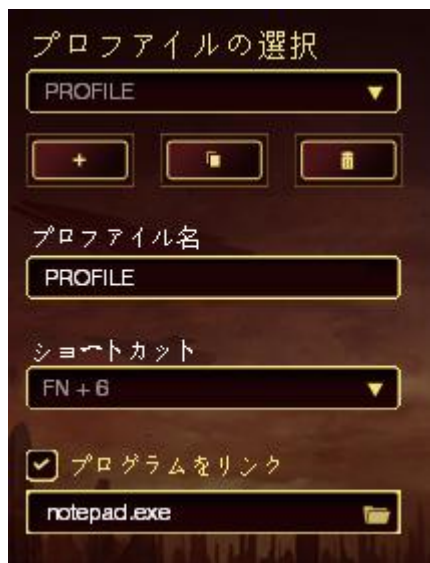 プロファイルの選択
PROFILE
プロファイル名
PROFILE
ショートカット
FN + 6
プログラムをリンク
notepad.exe